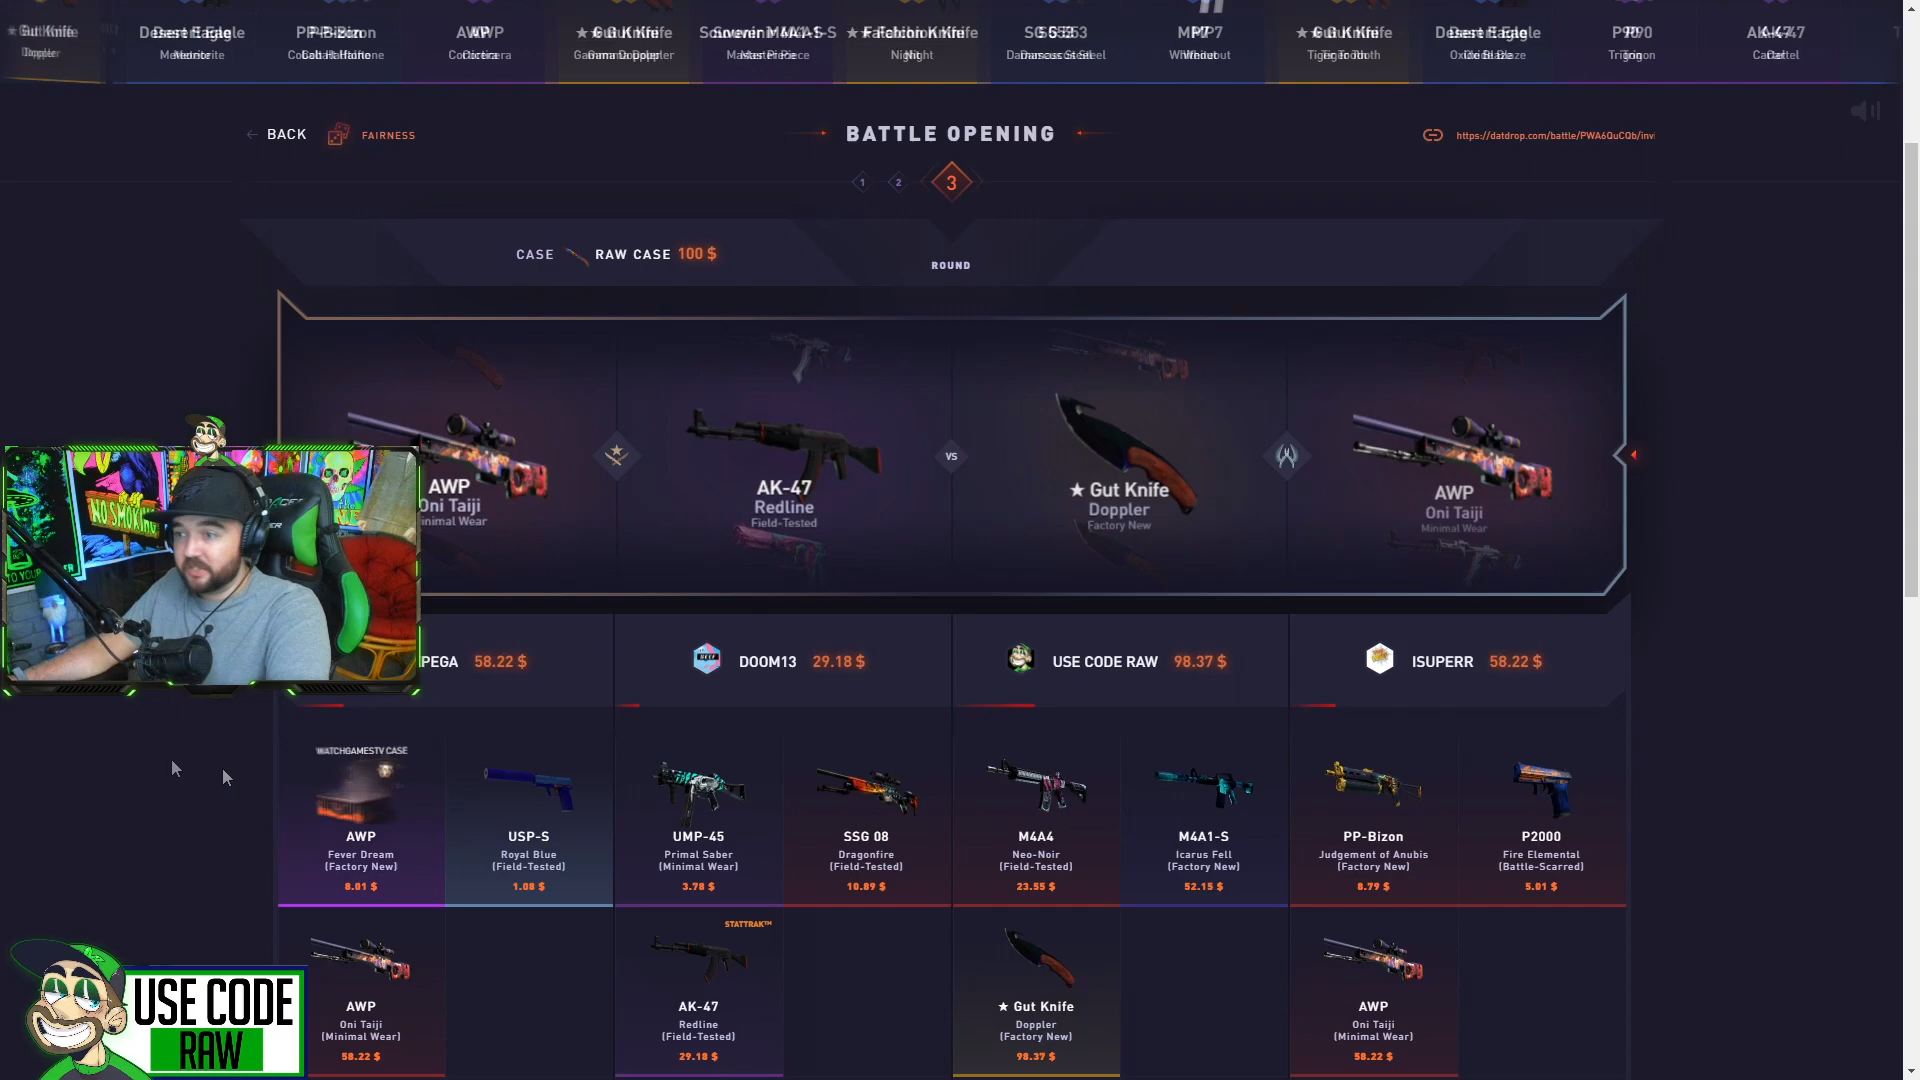 BACK
FAIRNESS
BATTLE OPENING
https://datdrop.com/battle/PWA6QuCQb/invi
1 2 3
CASE RAW CASE 100 $
ROUND
AWP
Oni Taiji
AK-47
Redline
Field-Tested
VS
★ Gut Knife
Doppler
Factory New
AWP
Oni Taiji
Minimal Wear
NO SMOKING
PEGA 58.22 $
DOOM13 29.18 $
USE CODE RAW 98.37 $
ISUPERR 58.22 $
WATCHGAMESTV CASE
AWP
Fever Dream
(Factory New)
8.01 $
USP-S
Royal Blue
(Field-Tested)
1.08 $
UMP-45
Primal Saber
(Minimal Wear)
3.78 $
SSG 08
Dragonfire
(Field-Tested)
10.89 $
M4A4
Neo-Noir
(Field-Tested)
23.55 $
M4A1-S
Icarus Fell
(Factory New)
52.15 $
PP-Bizon
Judgement of Anubis
(Factory New)
8.79 $
P2000
Fire Elemental
(Battle-Scarred)
5.01 $
AWP
Oni Taiji
(Minimal Wear)
58.22 $
STATTRAK™
AK-47
Redline
(Field-Tested)
29.18 $
★ Gut Knife
Doppler
(Factory New)
98.37 $
AWP
Oni Taiji
(Minimal Wear)
58.22 $
USE CODE
RAW